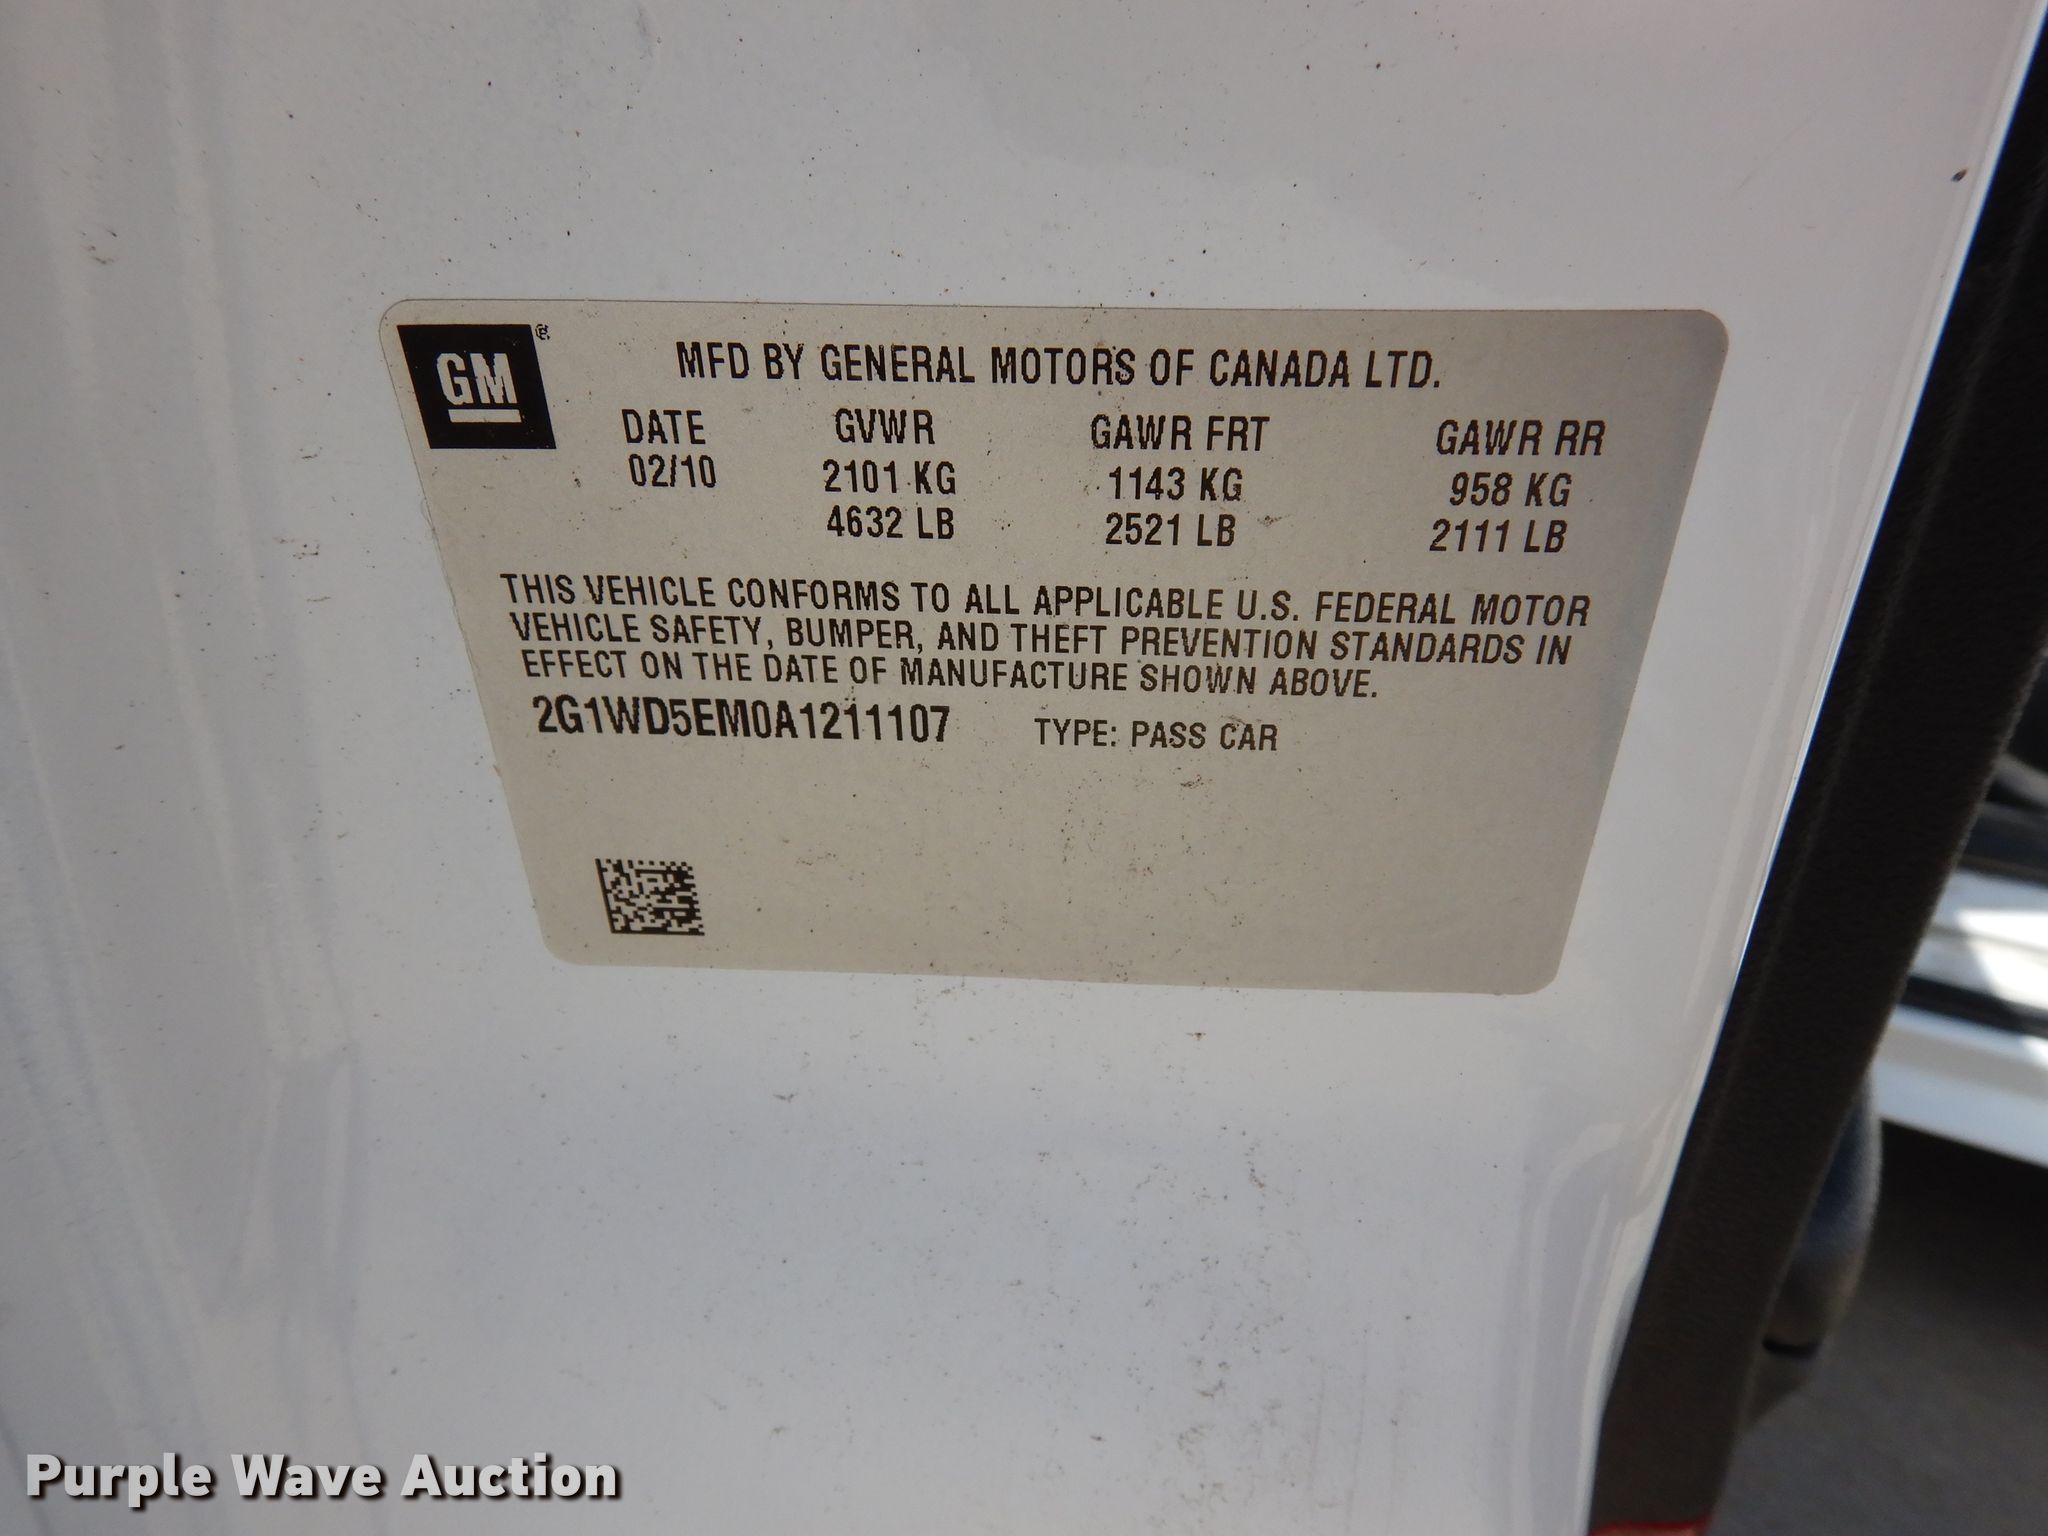 GM®
MFD BY GENERAL MOTORS OF CANADA LTD.
DATE GVWR GAWR FRT GAWR RR
02/10 2101 KG 1143 KG 958 KG
4632 LB 2521 LB 2111 LB
THIS VEHICLE CONFORMS TO ALL APPLICABLE U.S. FEDERAL MOTOR
VEHICLE SAFETY, BUMPER, AND THEFT PREVENTION STANDARDS IN
EFFECT ON THE DATE OF MANUFACTURE SHOWN ABOVE.
2G1WD5EM0A1211107 TYPE: PASS CAR
Purple Wave Auction